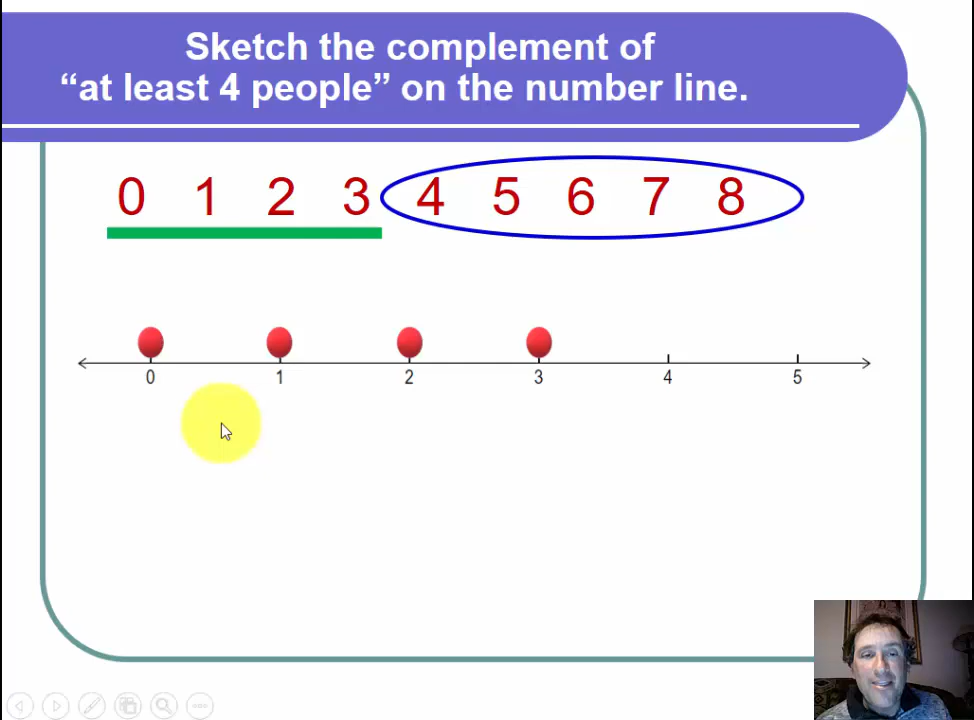 Sketch the complement of
“at least 4 people” on the number line.
0 1 2 3 4 5 6 7 8
0 1 2 3 4 5